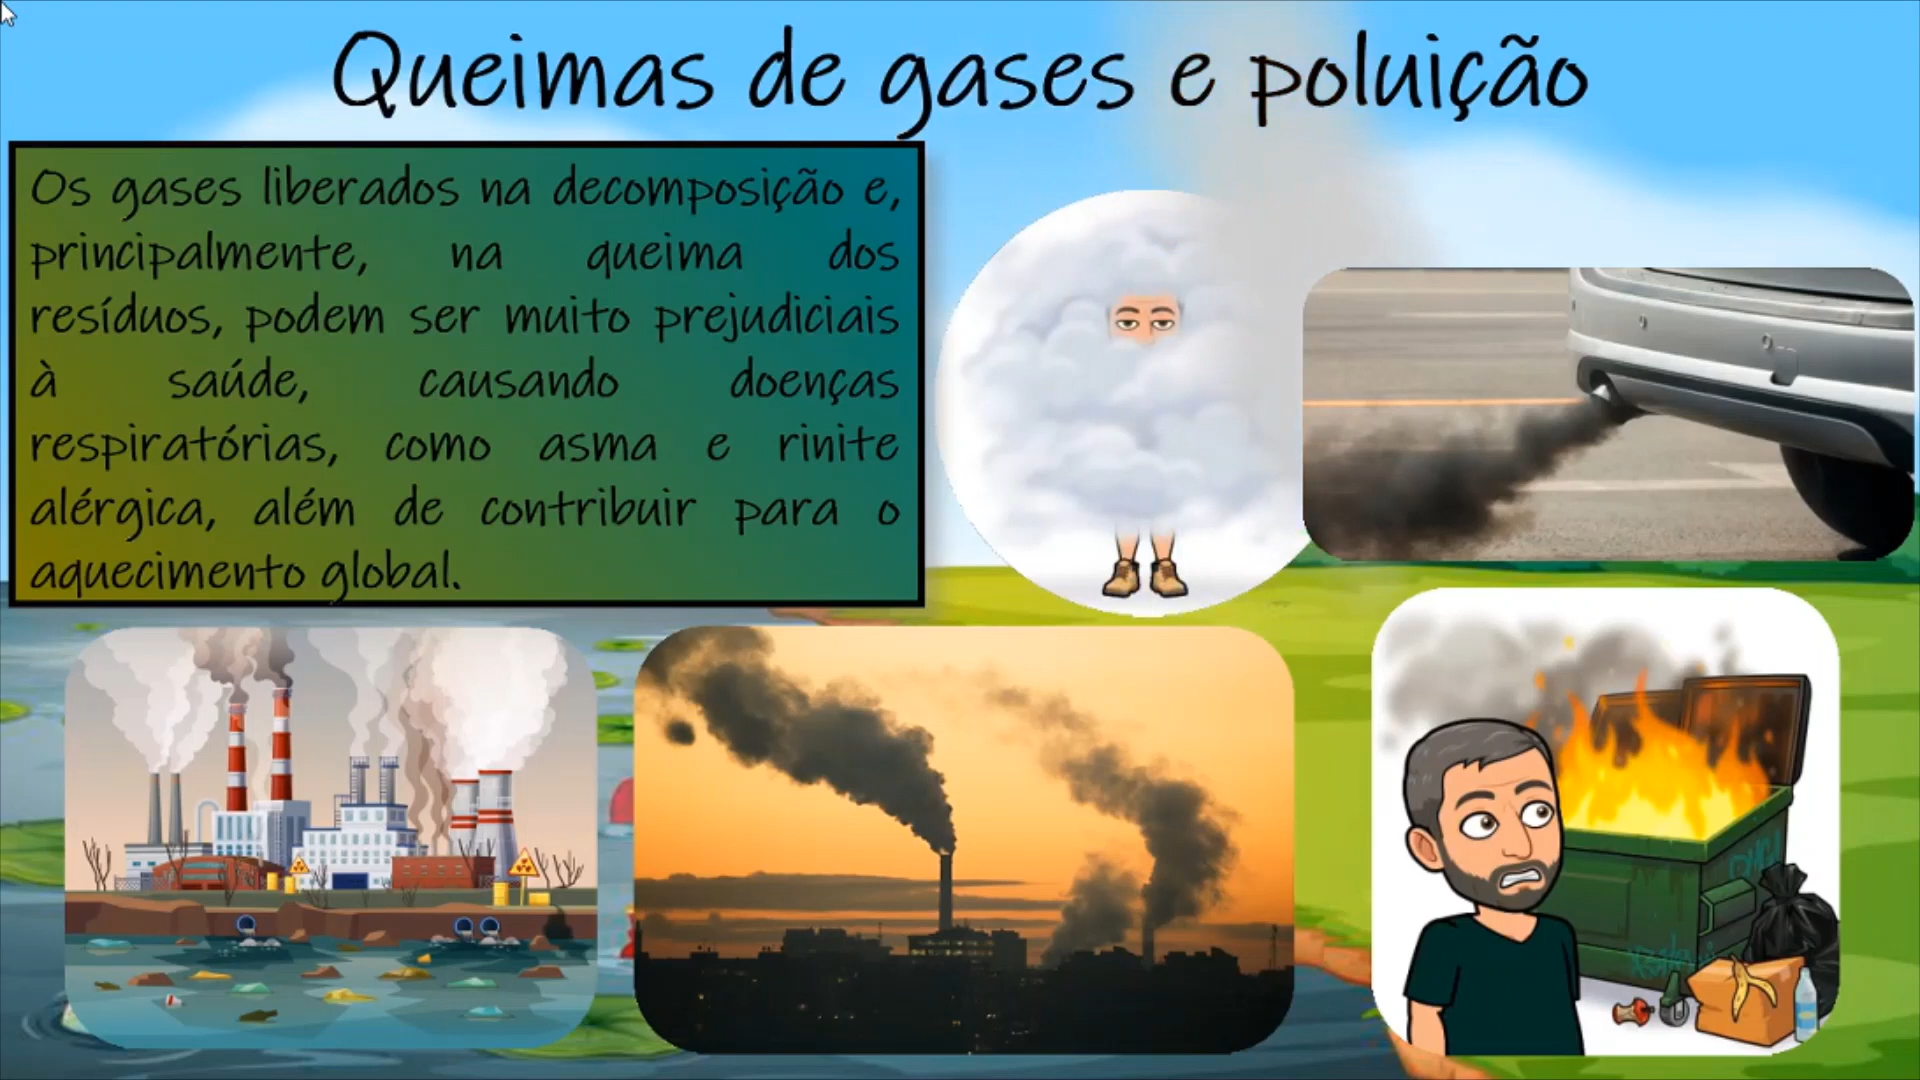 Queimas de gases e poluição
Os gases liberados na decomposição e,
principalmente, na queima dos
resíduos, podem ser muito prejudiciais
à saúde, causando doenças
respiratórias, como asma e rinite
alérgica, além de contribuir para o
aquecimento global.